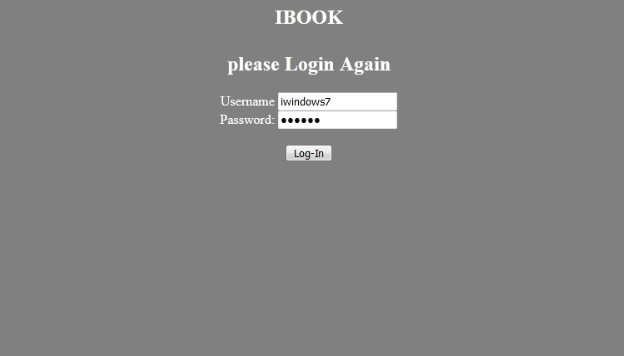 IBOOK
please Login Again
Username iwindows7
Password: ●●●●●●
Log-In